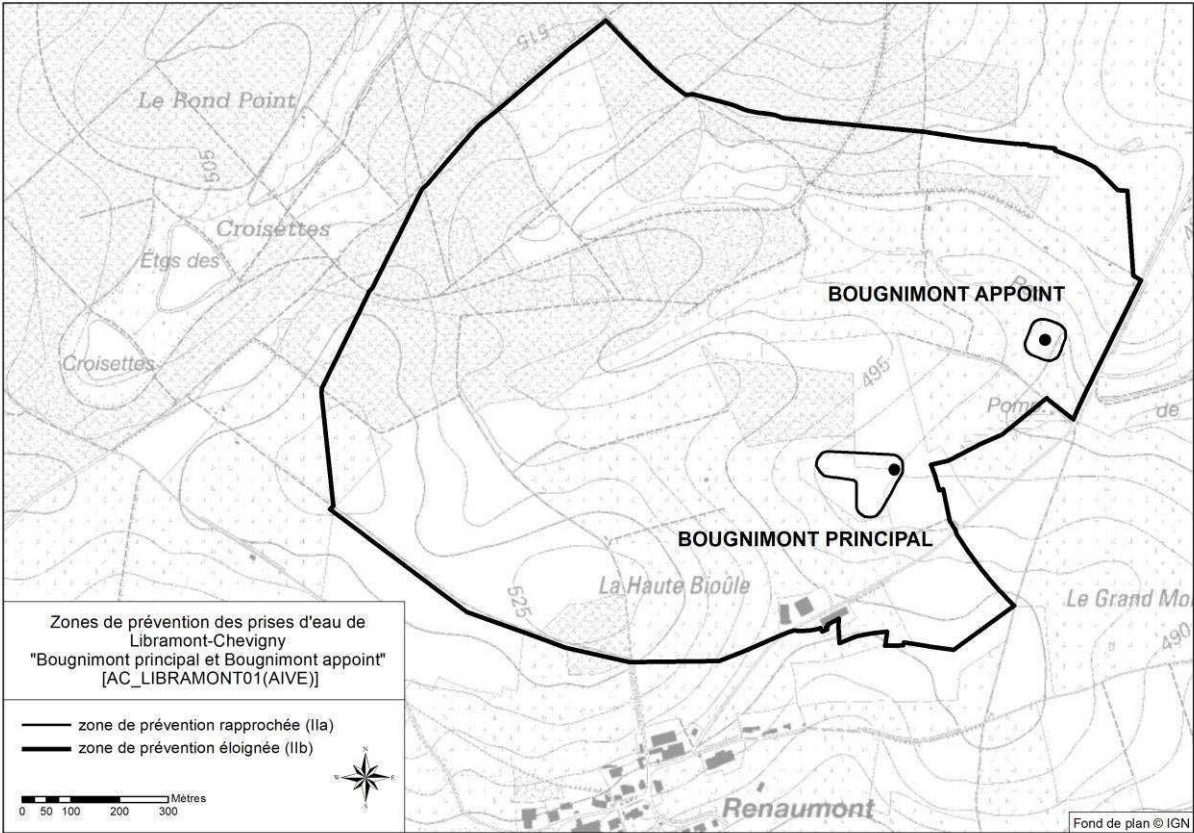 515
Le Rond Point
505
Croisettes
Étgs des
BOUGNIMONT APPOINT
Croisettes
495
Pomp.
de
BOUGNIMONT PRINCIPAL
La Haute Bioûle
525
Le Grand Mo
490
Zones de prévention des prises d'eau de
Libramont-Chevigny
"Bougnimont principal et Bougnimont appoint"
[AC_LIBRAMONT01(AIVE)]
zone de prévention rapprochée (IIa)
zone de prévention éloignée (IIb)
N
W E
S
Mètres
0 50 100 200 300
Renaumont
Fond de plan © IGN